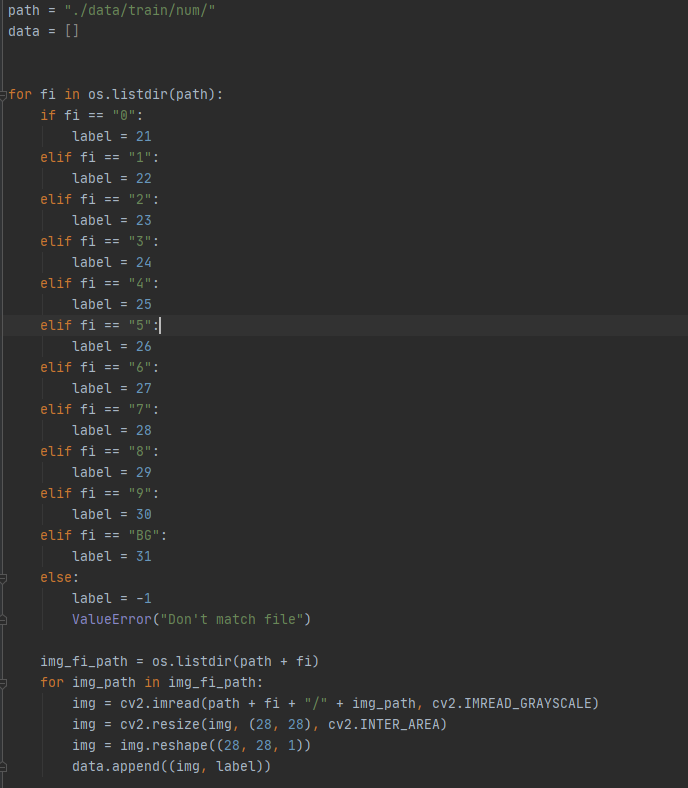 path = "./data/train/num/"
data = []
for fi in os.listdir(path):
    if fi == "0":
        label = 21
    elif fi == "1":
        label = 22
    elif fi == "2":
        label = 23
    elif fi == "3":
        label = 24
    elif fi == "4":
        label = 25
    elif fi == "5":
        label = 26
    elif fi == "6":
        label = 27
    elif fi == "7":
        label = 28
    elif fi == "8":
        label = 29
    elif fi == "9":
        label = 30
    elif fi == "BG":
        label = 31
    else:
        label = -1
        ValueError("Don't match file")
    img_fi_path = os.listdir(path + fi)
    for img_path in img_fi_path:
        img = cv2.imread(path + fi + "/" + img_path, cv2.IMREAD_GRAYSCALE)
        img = cv2.resize(img, (28, 28), cv2.INTER_AREA)
        img = img.reshape((28, 28, 1))
        data.append((img, label))